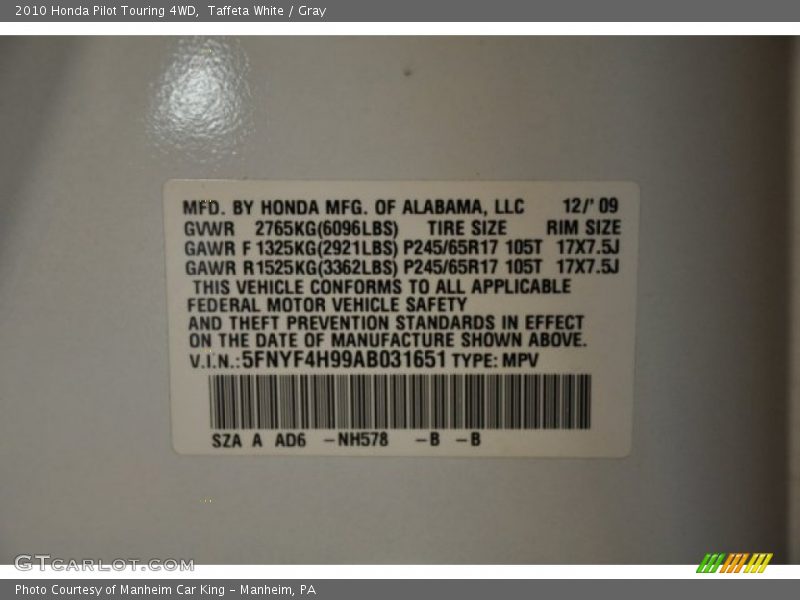 2010 Honda Pilot Touring 4WD,  Taffeta White / Gray
MFD. BY HONDA MFG. OF ALABAMA, LLC 12/' 09
GVWR 2765KG(6096LBS) TIRE SIZE RIM SIZE
GAWR F 1325KG(2921LBS) P245/65R17 105T 17X7.5J
GAWR R1525KG(3362LBS) P245/65R17 105T 17X7.5J
THIS VEHICLE CONFORMS TO ALL APPLICABLE
FEDERAL MOTOR VEHICLE SAFETY
AND THEFT PREVENTION STANDARDS IN EFFECT
ON THE DATE OF MANUFACTURE SHOWN ABOVE.
V.I.N.:5FNYF4H99AB031651 TYPE: MPV
SZA A AD6 -NH578 -B -B
GTCARLOT.COM
Photo Courtesy of Manheim Car King - Manheim, PA